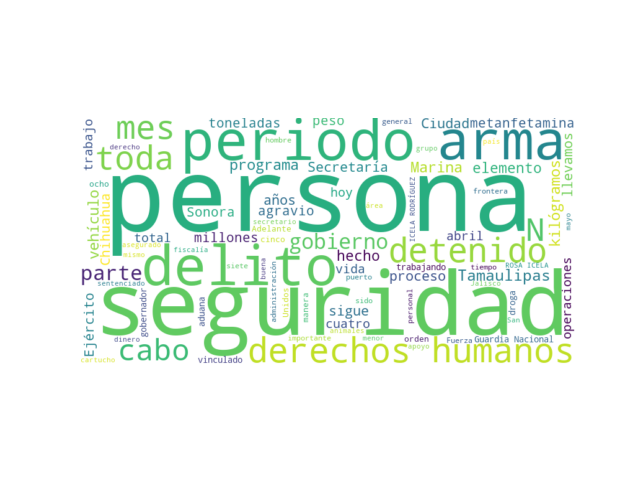 trabajo
mes
toneladas
peso
general
Ciudad
metanfetamina
derecho
toda
periodo
hombre
grupo
arma
programa
Secretaría
Marina
elemento
kilógramos
llevamos
persona
vehículo
Chihuahua
ocho
Sonora
años
hoy
área
ICELA RODRÍGUEZ
frontera
agravio
secretario
Adelante
mayo
N
total
millones
cinco
gobierno
abril
asegurado
mismo
fiscalía
hecho
detenido
delito
parte
siete
buena
vida
trabajando
tiempo
ROSA ICELA
proceso
Tamaulipas
sentenciado
puerto
Jalisco
droga
operaciones
seguridad
Ejército
gobernador
aduana
administración
Unidos
manera
sido
sigue
personal
San
cuatro
animales
dinero
importante
menor
orden
apoyo
Fuerza
Guardia Nacional
cartucho
cabo
vinculado
derechos humanos